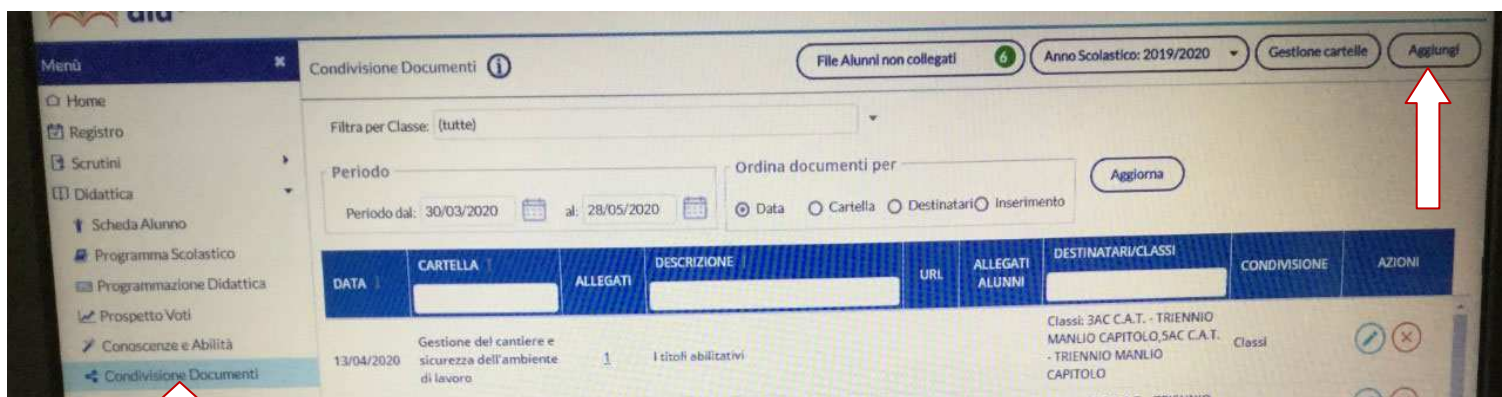 Menù
Condivisione Documenti
File Alunni non collegati 6
Anno Scolastico: 2019/2020
Gestione cartelle
Aggiungi
Home
Registro
Scrutini
Didattica
Scheda Alunno
Programma Scolastico
Programmazione Didattica
Prospetto Voti
Conoscenze e Abilità
Condivisione Documenti
Filtra per Classe: (tutte)
Periodo
Periodo dal: 30/03/2020 al: 28/05/2020
Ordina documenti per
Data Cartella Destinatari Inserimento
Aggiorna
DATA
CARTELLA
ALLEGATI
DESCRIZIONE
URL
ALLEGATI
ALUNNI
DESTINATARI/CLASSI
CONDIVISIONE
AZIONI
13/04/2020
Gestione del cantiere e
sicurezza dell'ambiente
di lavoro
1
I titoli abilitativi
Classi: 3AC C.A.T. - TRIENNIO
MANLIO CAPITOLO,5AC C.A.T.
- TRIENNIO MANLIO
CAPITOLO
Classi